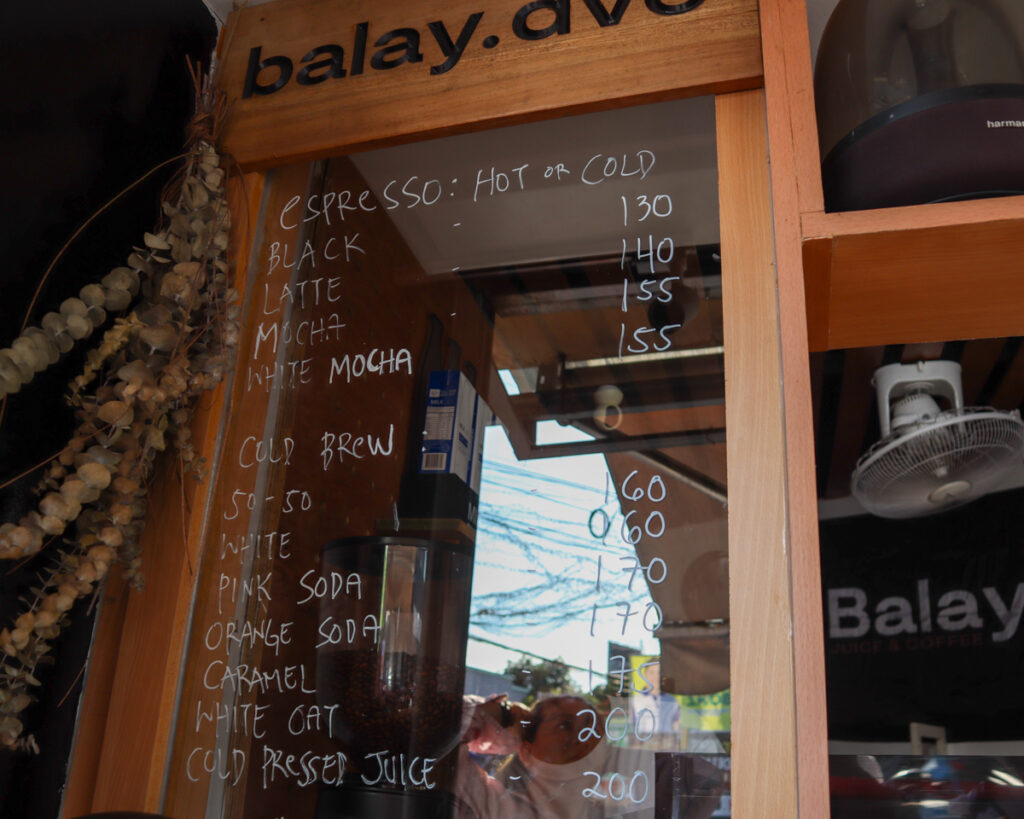 balay.dvo
espresso: HOT OR COLD
BLACK - 130
LATTE - 140
MOCHA - 155
WHITE MOCHA 155
COLD BREW
50-50 - 160
WHITE - 060
PINK SODA - 170
ORANGE SODA - 170
CARAMEL - 175
WHITE OAT - 200
COLD PRESSED JUICE - 200
harman
Balay
JUICE & COFFEE